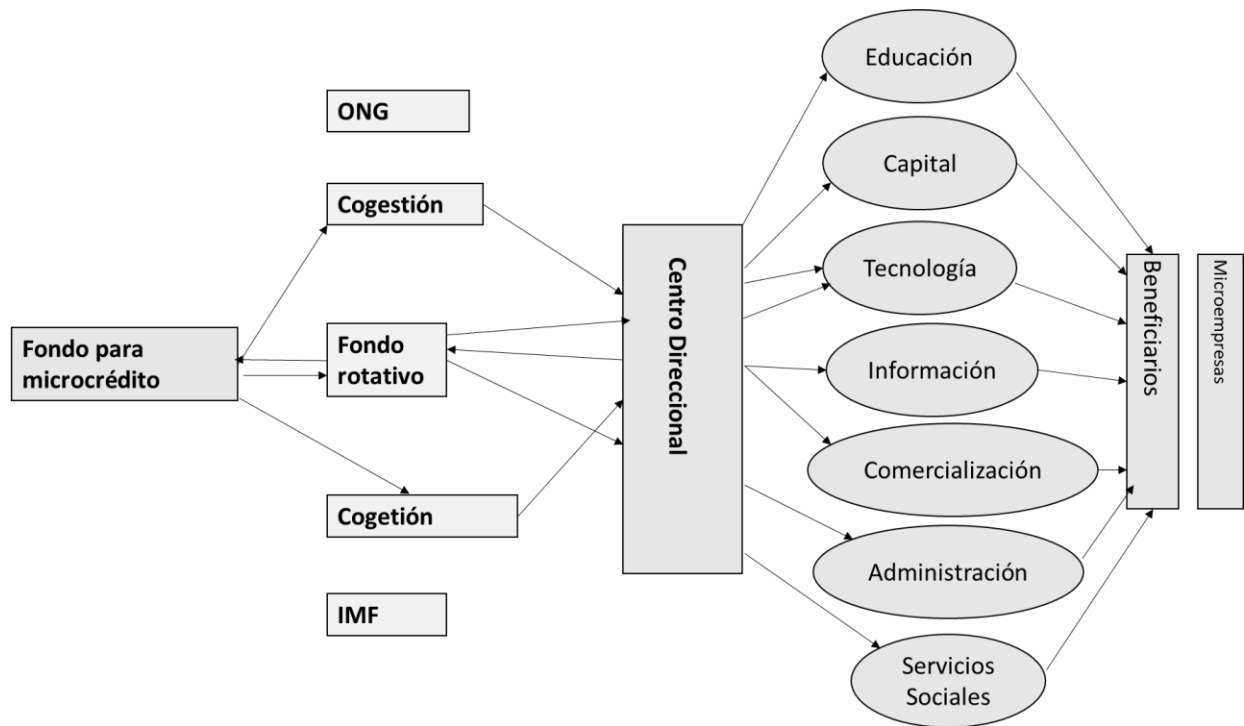 ONG
Cogestión
Fondo para
microcrédito
Fondo
rotativo
Cogetión
IMF
Centro Direccional
Educación
Capital
Tecnología
Información
Comercialización
Administración
Servicios
Sociales
Beneficiarios
Microempresas